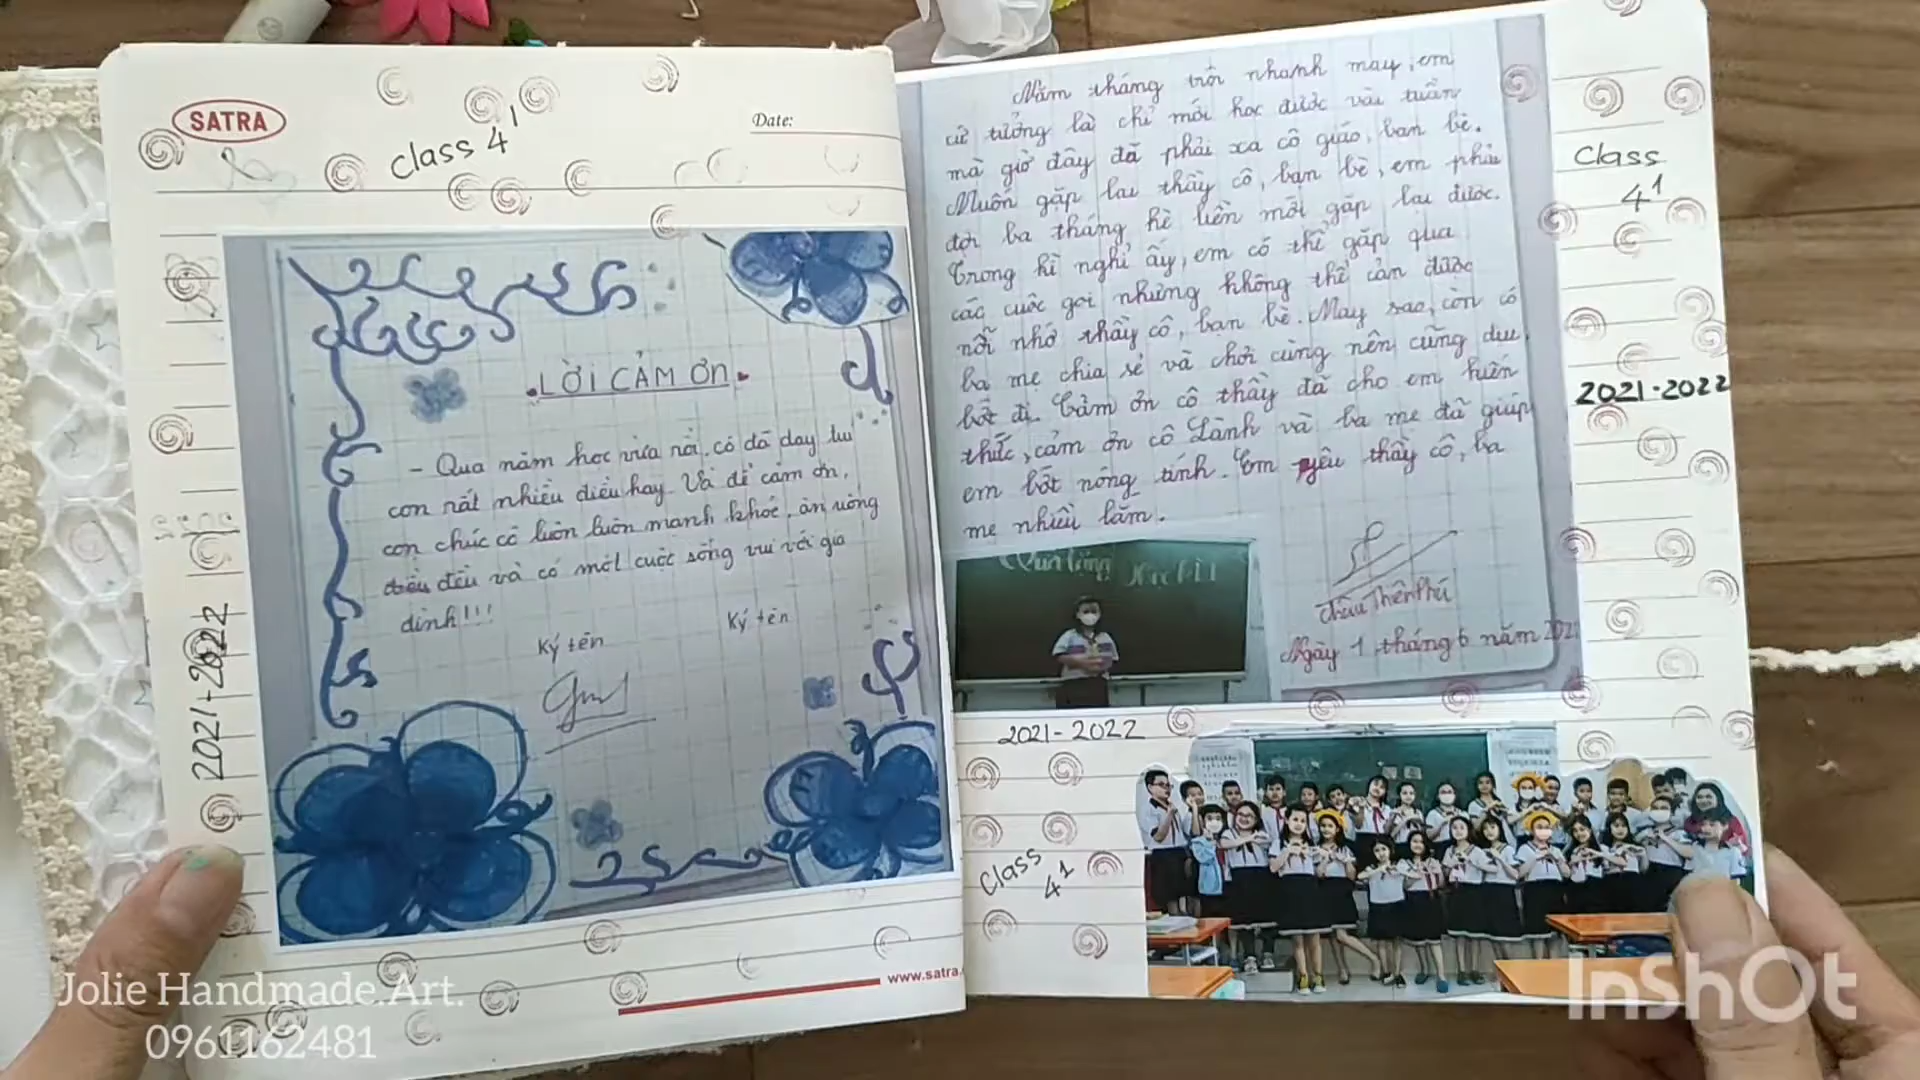 SATRA
Date:
Class 4¹
LỜI CẢM ƠN
- Qua năm học vừa rồi, cô đã dạy
con rất nhiều điều hay. Và để cảm ơn,
con chúc cô luôn luôn mạnh khỏe, ăn uống
đều và có một cuộc sống vui với gia
đình!!!
Ký tên
Ký tên
2021-2022
www.satra.
Năm tháng trôi nhanh may, em
cứ tưởng là chỉ mới học được vài tuần
mà giờ đây đã phải xa cô giáo, bạn bè.
Muốn gặp lại thầy cô, bạn bè, em phải
đợi ba tháng hè liền mới gặp lại được.
Trong kì nghỉ ấy, em có thể gặp qua
các cuộc gọi nhưng không thể cản được
nỗi nhớ thầy cô, bạn bè. May sao, còn có
ba mẹ chia sẻ và chơi cùng nên cũng dịu
bớt đi. Cảm ơn cô thầy đã cho em kiến
thức, cảm ơn cô Lành và ba mẹ đã giúp
em bớt nóng tính. Em yêu thầy cô, ba
mẹ nhiều lắm.
Quà tặng
Châu Thiên Phú
Ngày 1 tháng 6 năm
Class
4¹
2021-2022
2021-2022
Class
4¹
Jolie Handmade.Art.
0961162481
InShOt